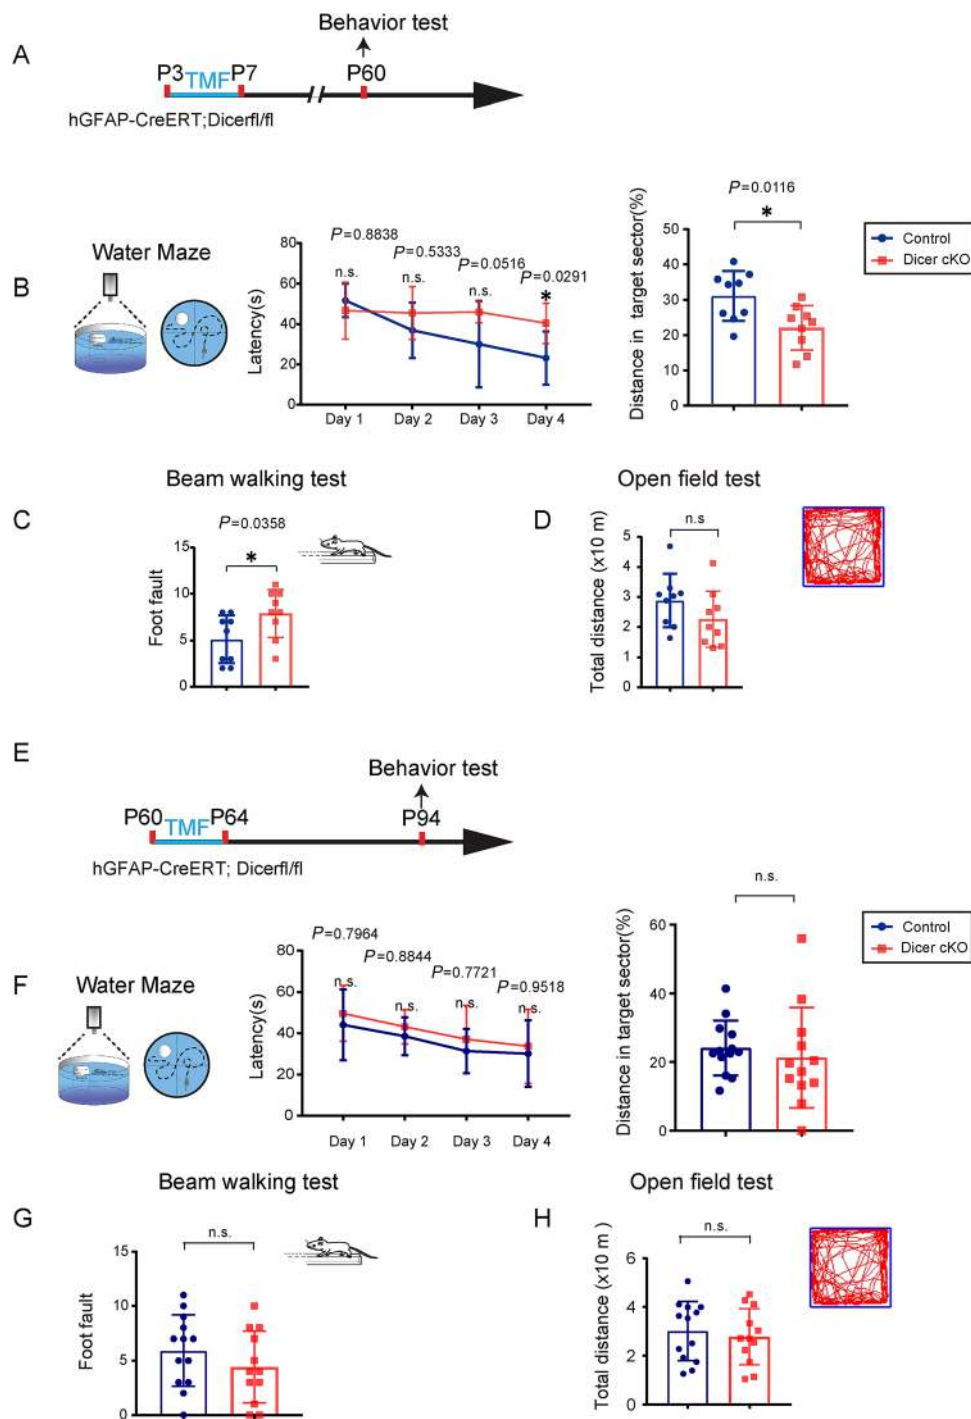 A
Behavior test
P3 TMF P7
P60
hGFAP-CreERT;Dicerfl/fl
B
Water Maze
Latency(s)
80
60
40
20
0
P=0.8838
P=0.5333
P=0.0516
P=0.0291
n.s.
n.s.
n.s.
*
Day 1 Day 2 Day 3 Day 4
Distance in target sector(%)
P=0.0116
*
50
40
30
20
10
0
Control
Dicer cKO
Beam walking test
C
P=0.0358
*
Foot fault
15
10
5
0
Open field test
D
n.s
Total distance (x10 m)
5
4
3
2
1
0
E
Behavior test
P60 TMF P64
P94
hGFAP-CreERT; Dicerfl/fl
F
Water Maze
Latency(s)
80
60
40
20
0
P=0.7964
P=0.8844
P=0.7721
P=0.9518
n.s.
n.s.
n.s.
n.s.
Day 1 Day 2 Day 3 Day 4
Distance in target sector(%)
n.s.
60
40
20
0
Control
Dicer cKO
Beam walking test
G
n.s.
Foot fault
15
10
5
0
Open field test
H
n.s.
Total distance (x10 m)
6
4
2
0